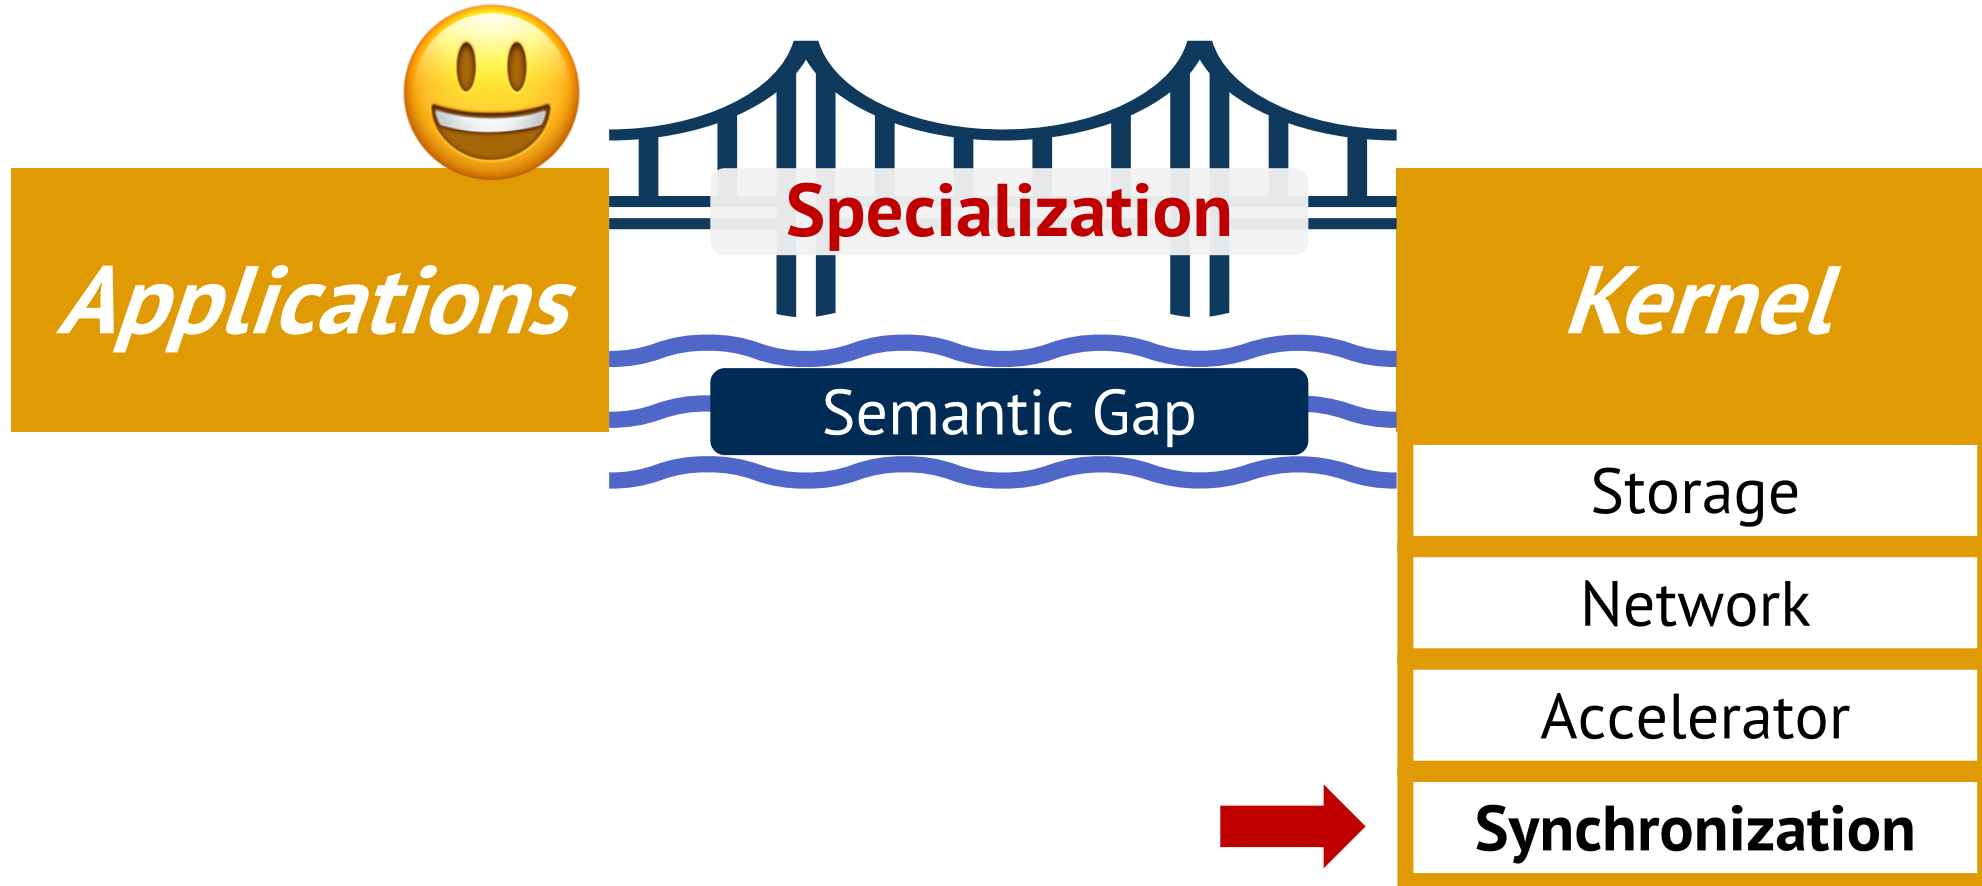 Specialization
Applications
Kernel
Semantic Gap
Storage
Network
Accelerator
Synchronization